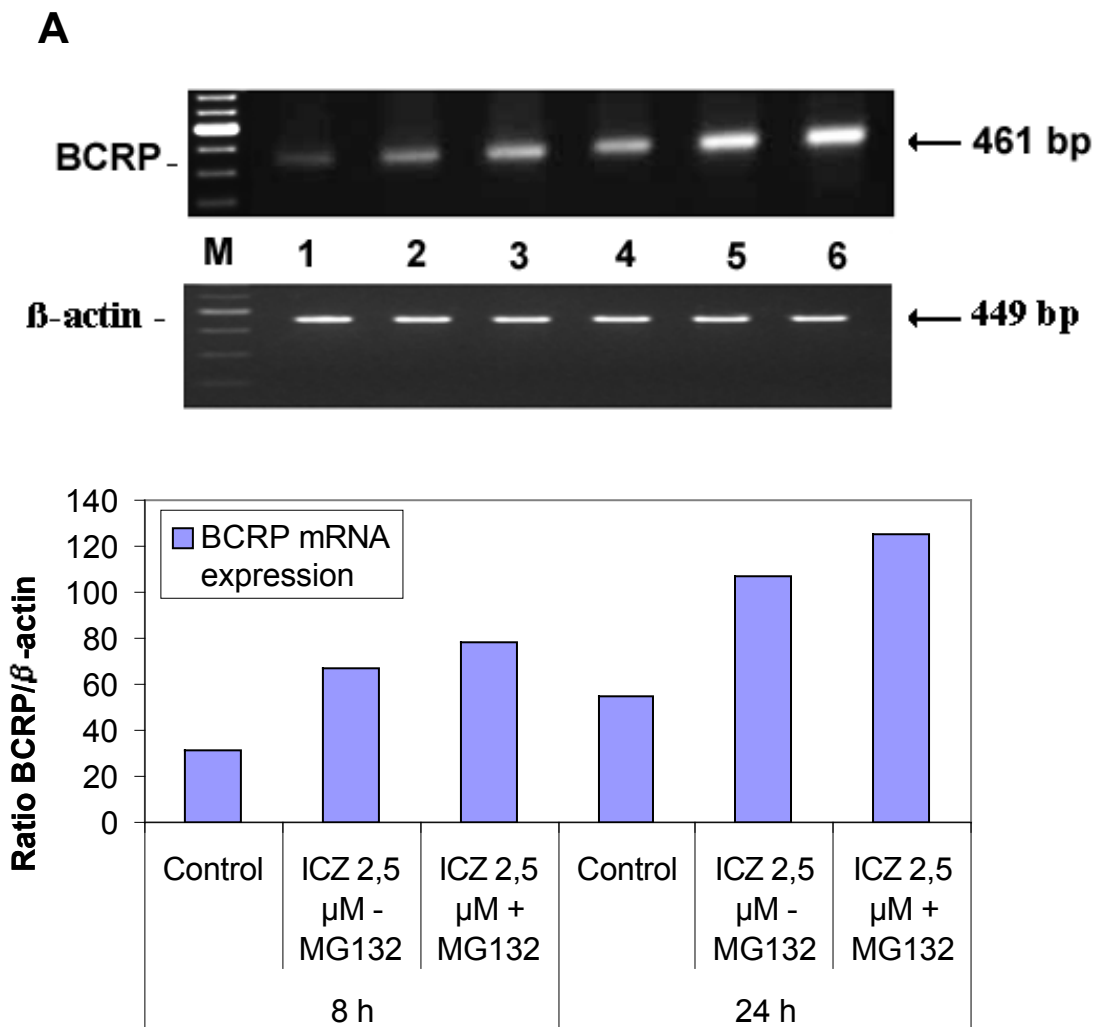 A
BCRP -
← 461 bp
M 1 2 3 4 5 6
ß-actin -
← 449 bp
Ratio BCRP/β-actin
140
120
100
80
60
40
20
0
BCRP mRNA
expression
Control
ICZ 2,5
µM -
MG132
ICZ 2,5
µM +
MG132
Control
ICZ 2,5
µM -
MG132
ICZ 2,5
µM +
MG132
8 h
24 h